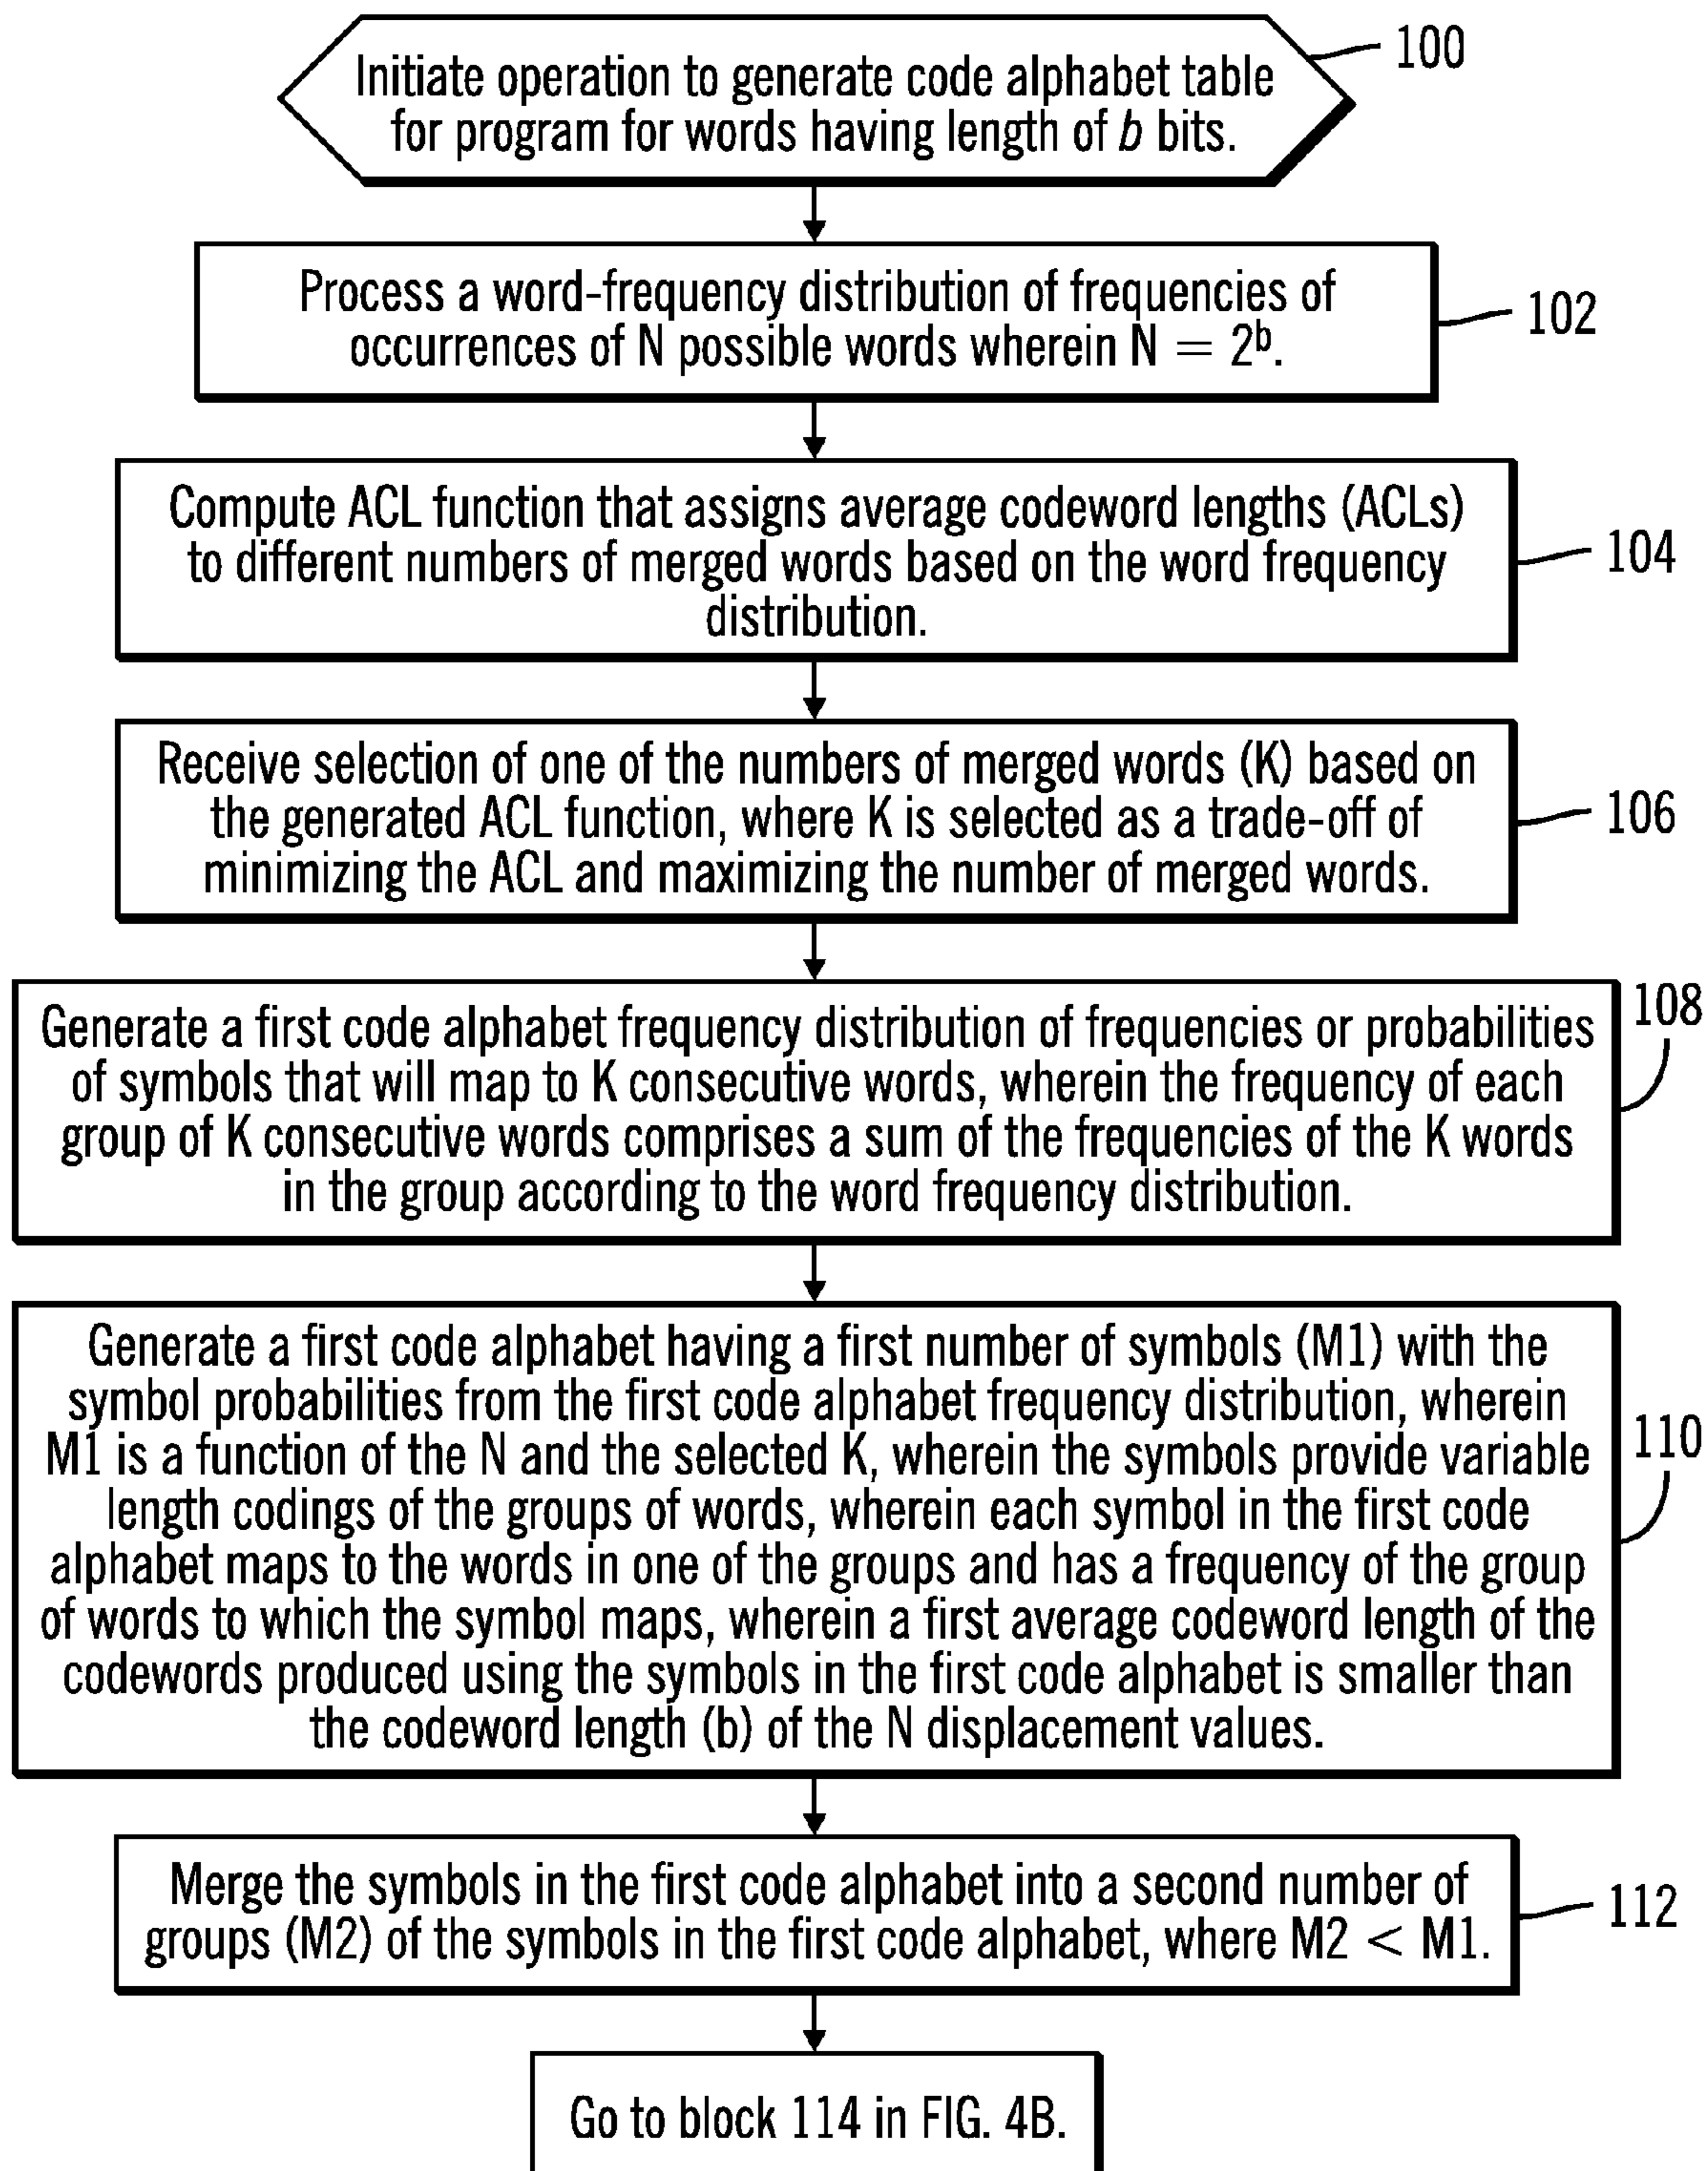 Initiate operation to generate code alphabet table
for program for words having length of b bits.
100
Process a word-frequency distribution of frequencies of
occurrences of N possible words wherein N = 2ᵇ.
102
Compute ACL function that assigns average codeword lengths (ACLs)
to different numbers of merged words based on the word frequency
distribution.
104
Receive selection of one of the numbers of merged words (K) based on
the generated ACL function, where K is selected as a trade-off of
minimizing the ACL and maximizing the number of merged words.
106
Generate a first code alphabet frequency distribution of frequencies or probabilities
of symbols that will map to K consecutive words, wherein the frequency of each
group of K consecutive words comprises a sum of the frequencies of the K words
in the group according to the word frequency distribution.
108
Generate a first code alphabet having a first number of symbols (M1) with the
symbol probabilities from the first code alphabet frequency distribution, wherein
M1 is a function of the N and the selected K, wherein the symbols provide variable
length codings of the groups of words, wherein each symbol in the first code
alphabet maps to the words in one of the groups and has a frequency of the group
of words to which the symbol maps, wherein a first average codeword length of the
codewords produced using the symbols in the first code alphabet is smaller than
the codeword length (b) of the N displacement values.
110
Merge the symbols in the first code alphabet into a second number of
groups (M2) of the symbols in the first code alphabet, where M2 < M1.
112
Go to block 114 in FIG. 4B.